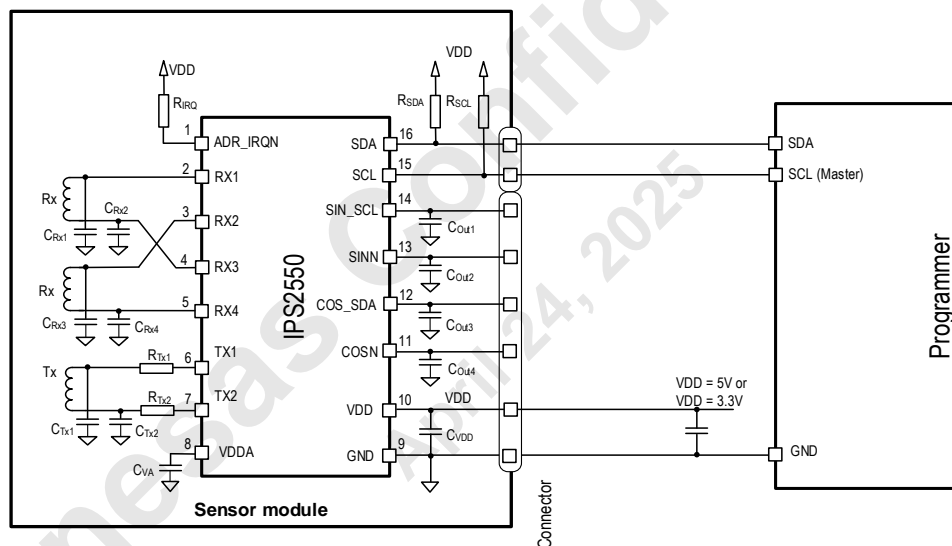 VDD
VDD
RIRQ
RSDA
RSCL
1
ADR_IRQN
SDA
16
SDA
2
RX1
SCL
15
SCL (Master)
Rx
CRx2
CRx1
3
RX2
SIN_SCL
14
COut1
4
RX3
SINN
13
COut2
Rx
CRx3
CRx4
5
RX4
COS_SDA
12
COut3
IPS2550
TX1
6
RTx1
COSN
11
COut4
Tx
TX2
7
RTx2
VDD
10
VDD
CTx1
CTx2
CVDD
VDD = 5V or
VDD = 3.3V
8
VDDA
GND
9
GND
CVA
Sensor module
Connector
Programmer
nesas Confid
April 24, 2025